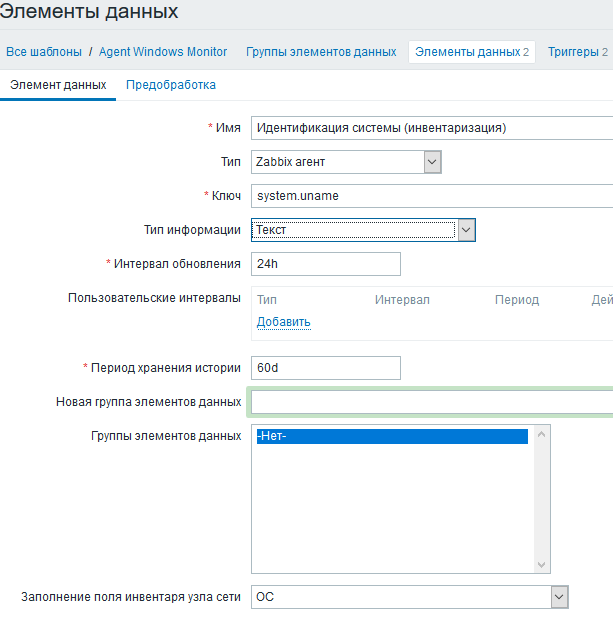 Элементы данных
Все шаблоны / Agent Windows Monitor Группы элементов данных Элементы данных 2 Триггеры 2
Элемент данных Предобработка
* Имя Идентификация системы (инвентаризация)
Тип Zabbix агент
* Ключ system.uname
Тип информации Текст
* Интервал обновления 24h
Пользовательские интервалы Тип Интервал Период Дей
Добавить
* Период хранения истории 60d
Новая группа элементов данных
Группы элементов данных -Нет-
Заполнение поля инвентаря узла сети ОС